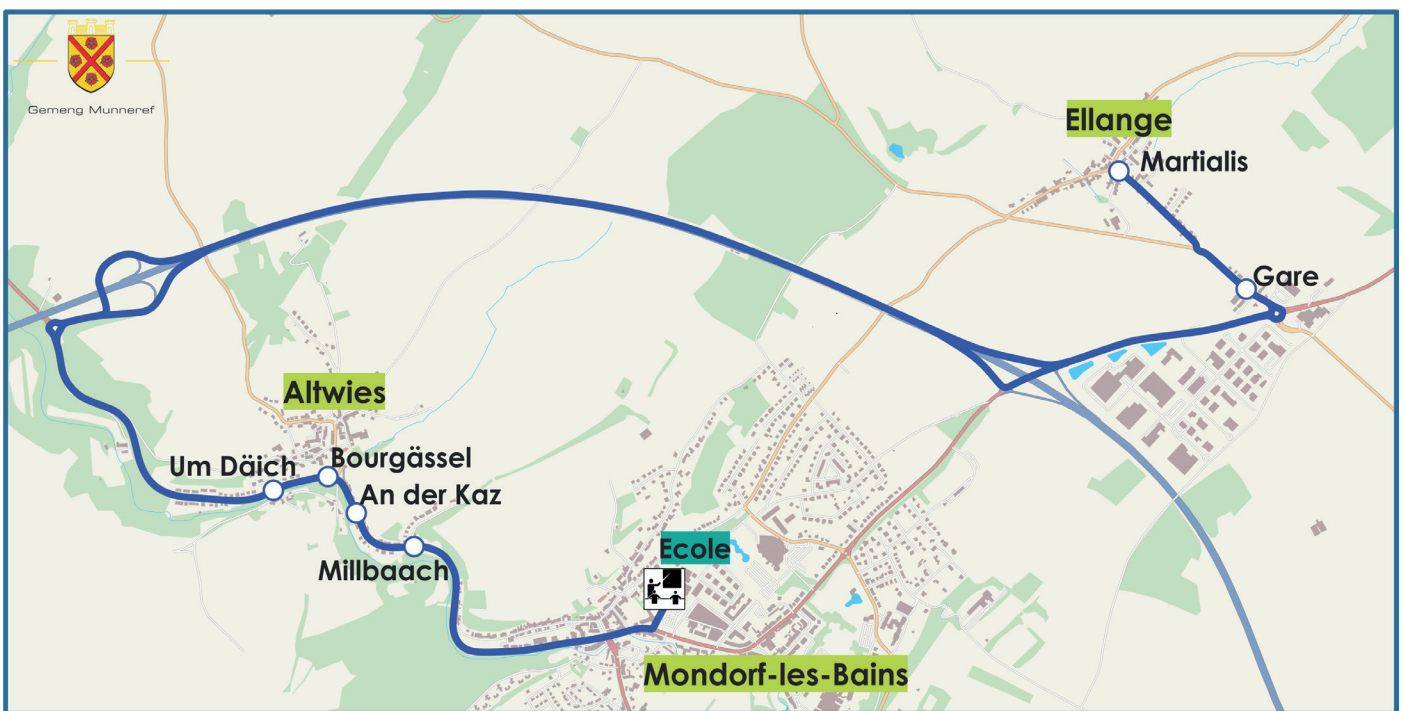 Gemeng Munneref
Ellange
Martialis
Gare
Altwies
Um Däich
Bourgässel
An der Kaz
Millbaach
Ecole
Mondorf-les-Bains